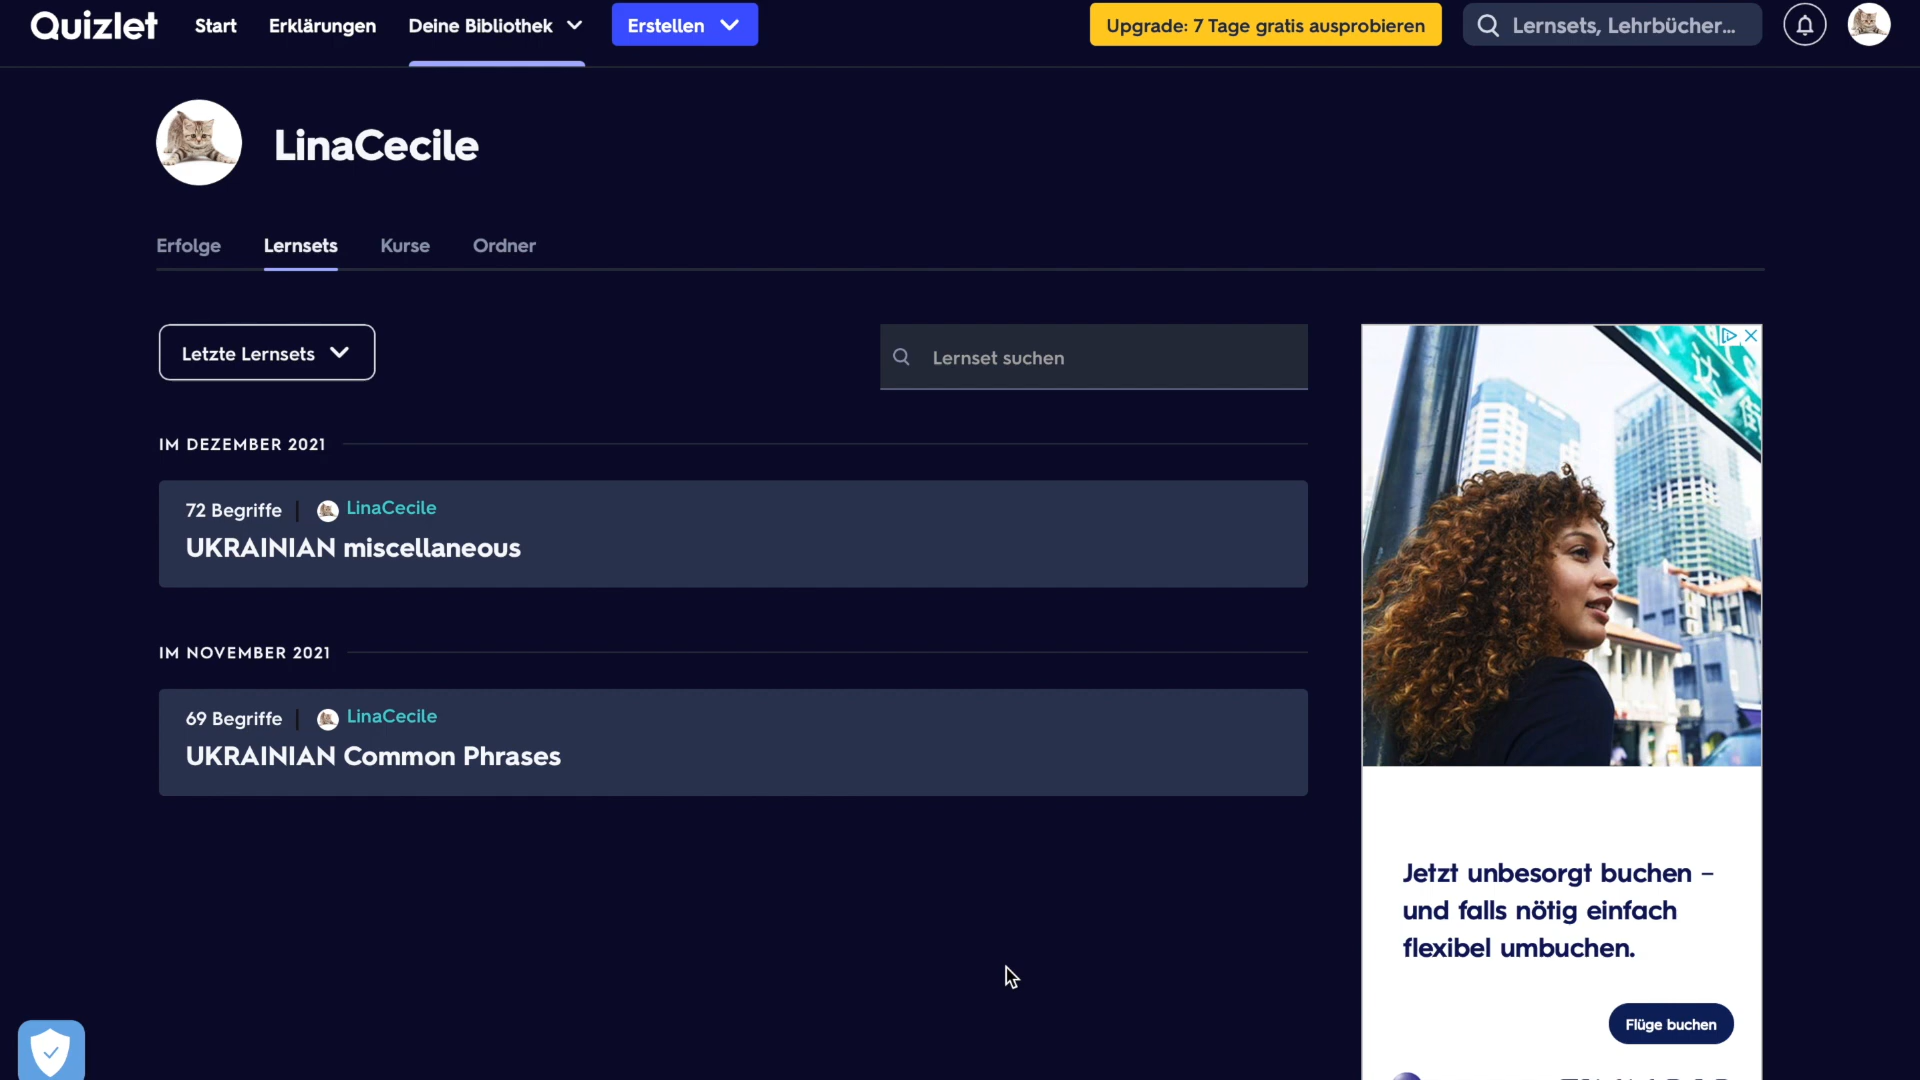 Quizlet
Start
Erklärungen
Deine Bibliothek
Erstellen
Upgrade: 7 Tage gratis ausprobieren
Lernsets, Lehrbücher...
LinaCecile
Erfolge
Lernsets
Kurse
Ordner
Letzte Lernsets
Lernset suchen
IM DEZEMBER 2021
72 Begriffe
LinaCecile
UKRAINIAN miscellaneous
IM NOVEMBER 2021
69 Begriffe
LinaCecile
UKRAINIAN Common Phrases
Jetzt unbesorgt buchen –
und falls nötig einfach
flexibel umbuchen.
Flüge buchen